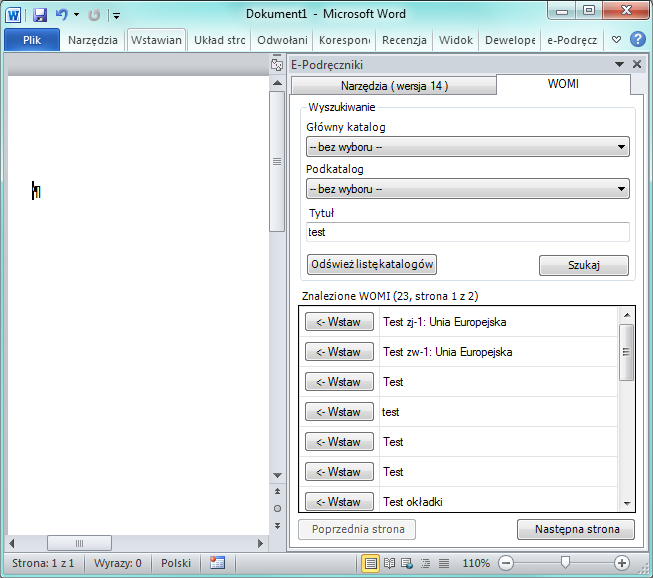 Dokument1 - Microsoft Word
Plik Narzędzia Wstawian Układ strc Odwołani Korespon Recenzja Widok Dewelope e-Podręcz
E-Podręczniki
Narzędzia ( wersja 14 ) WOMI
Wyszukiwanie
Główny katalog
-- bez wyboru --
Podkatalog
-- bez wyboru --
Tytuł
test
Odśwież listę katalogów Szukaj
Znalezione WOMI (23, strona 1 z 2)
<- Wstaw Test zj-1: Unia Europejska
<- Wstaw Test zw-1: Unia Europejska
<- Wstaw Test
<- Wstaw test
<- Wstaw Test
<- Wstaw Test
<- Wstaw Test okładki
Poprzednia strona Następna strona
Strona: 1 z 1 Wyrazy: 0 Polski 110%